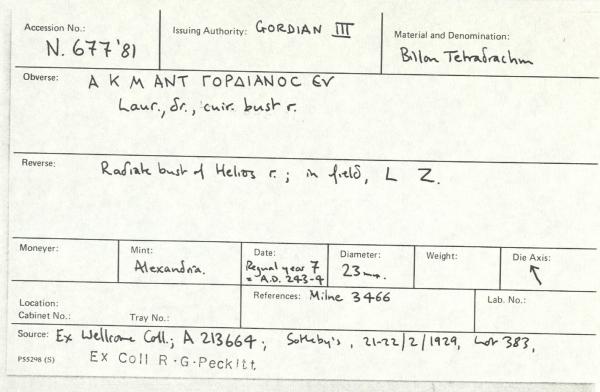 Accession No.: N. 677'81
Issuing Authority: GORDIAN III
Material and Denomination: Billon Tetradrachm
Obverse: Α Κ Μ ΑΝΤ ΓΟΡΔΙΑΝΟC ΕV
Laur., dr., cuir. bust r.
Reverse: Radiate bust of Helios r.; in field, L Z.
Moneyer:
Mint: Alexandria.
Date: Regnal year 7
= A.D. 243-4
Diameter: 23mm.
Weight:
Die Axis: ↖
Location:
Cabinet No.: Tray No.:
References: Milne 3466
Lab. No.:
Source: Ex Wellcome Coll.; A 213664; Sotheby's, 21-22/2/1929, Lot 383,
PS5298 (S) Ex Coll R.G. Peckitt